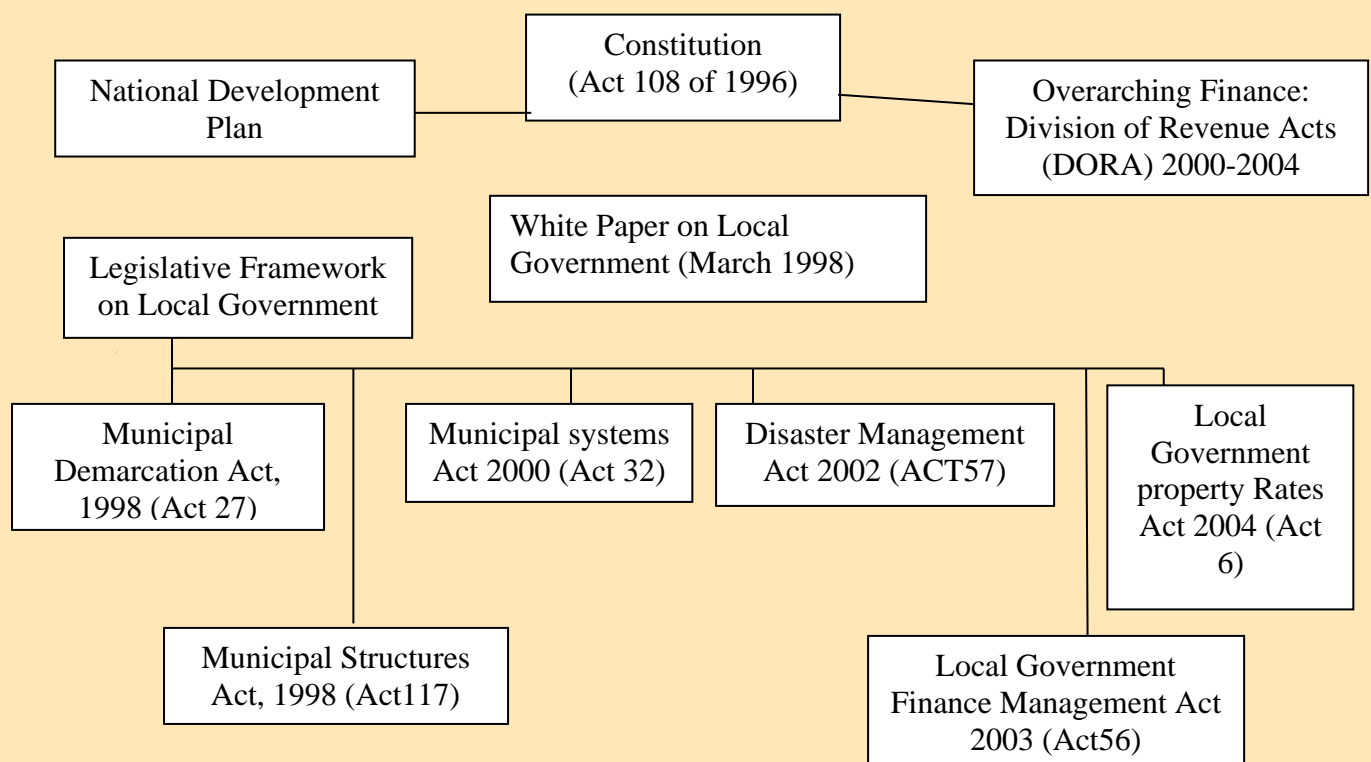 Constitution
(Act 108 of 1996)
National Development
Plan
Overarching Finance:
Division of Revenue Acts
(DORA) 2000-2004
White Paper on Local
Government (March 1998)
Legislative Framework
on Local Government
Municipal
Demarcation Act,
1998 (Act 27)
Municipal systems
Act 2000 (Act 32)
Disaster Management
Act 2002 (ACT57)
Local
Government
property Rates
Act 2004 (Act
6)
Municipal Structures
Act, 1998 (Act117)
Local Government
Finance Management Act
2003 (Act56)